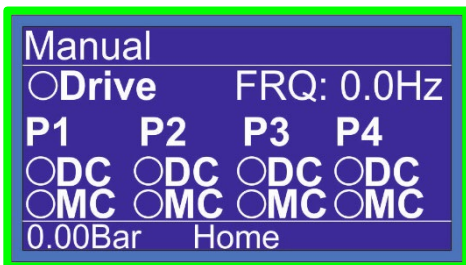 Manual
○Drive FRQ: 0.0Hz
P1 P2 P3 P4
○DC ○DC ○DC ○DC
○MC ○MC ○MC ○MC
0.00Bar Home